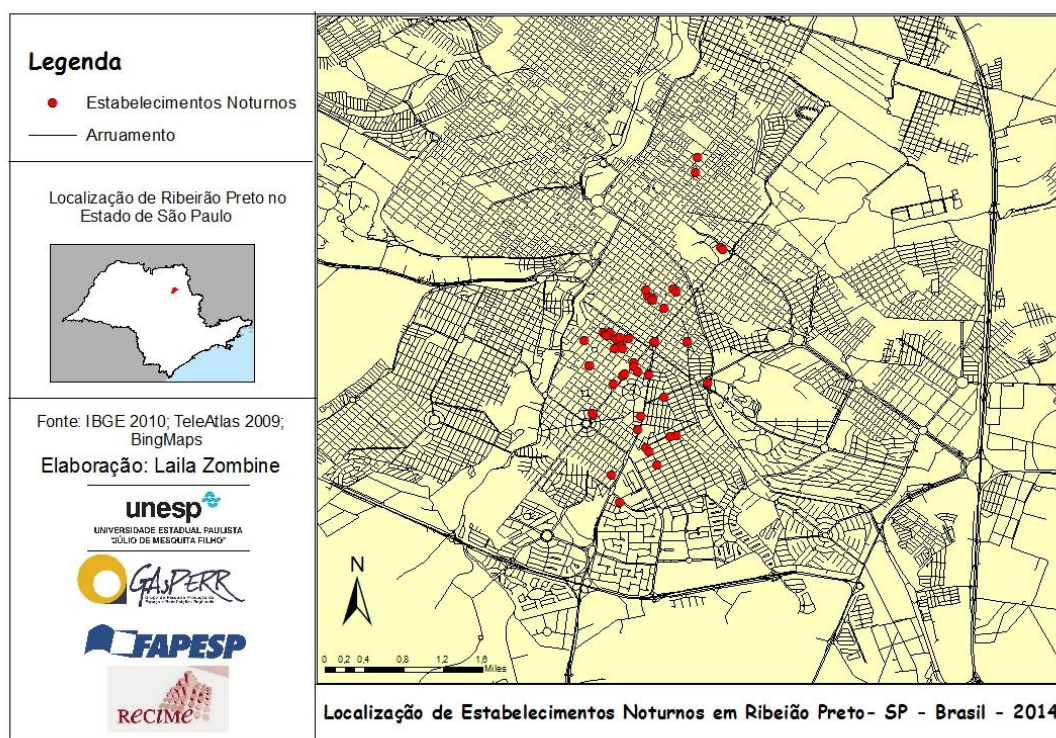 Legenda
Estabelecimentos Noturnos
Arruamento
Localização de Ribeirão Preto no
Estado de São Paulo
Fonte: IBGE 2010; TeleAtlas 2009;
BingMaps
Elaboração: Laila Zombine
unesp
UNIVERSIDADE ESTADUAL PAULISTA
"JÚLIO DE MESQUITA FILHO"
GAsPERR
FAPESP
ReCiMe
N
0 0,2 0,4 0,8 1,2 1,6
Miles
Localização de Estabelecimentos Noturnos em Ribeião Preto- SP - Brasil - 2014